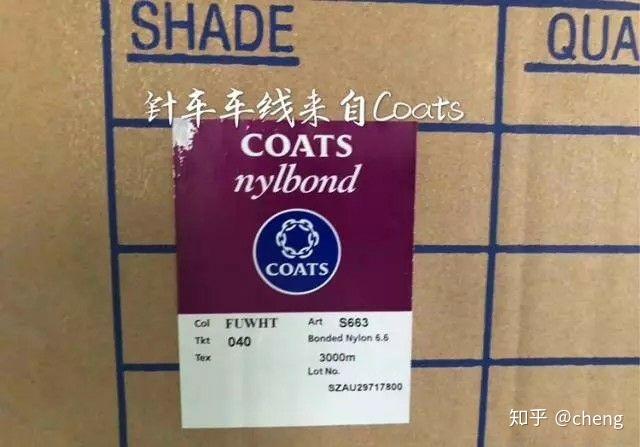 SHADE
QUA
针车车线来自Coats
COATS
nylbond
COATS
Col FUWHT Art S663
Tkt 040 Bonded Nylon 6.6
Tex 3000m
Lot No.
SZAU29717800
知乎 @cheng